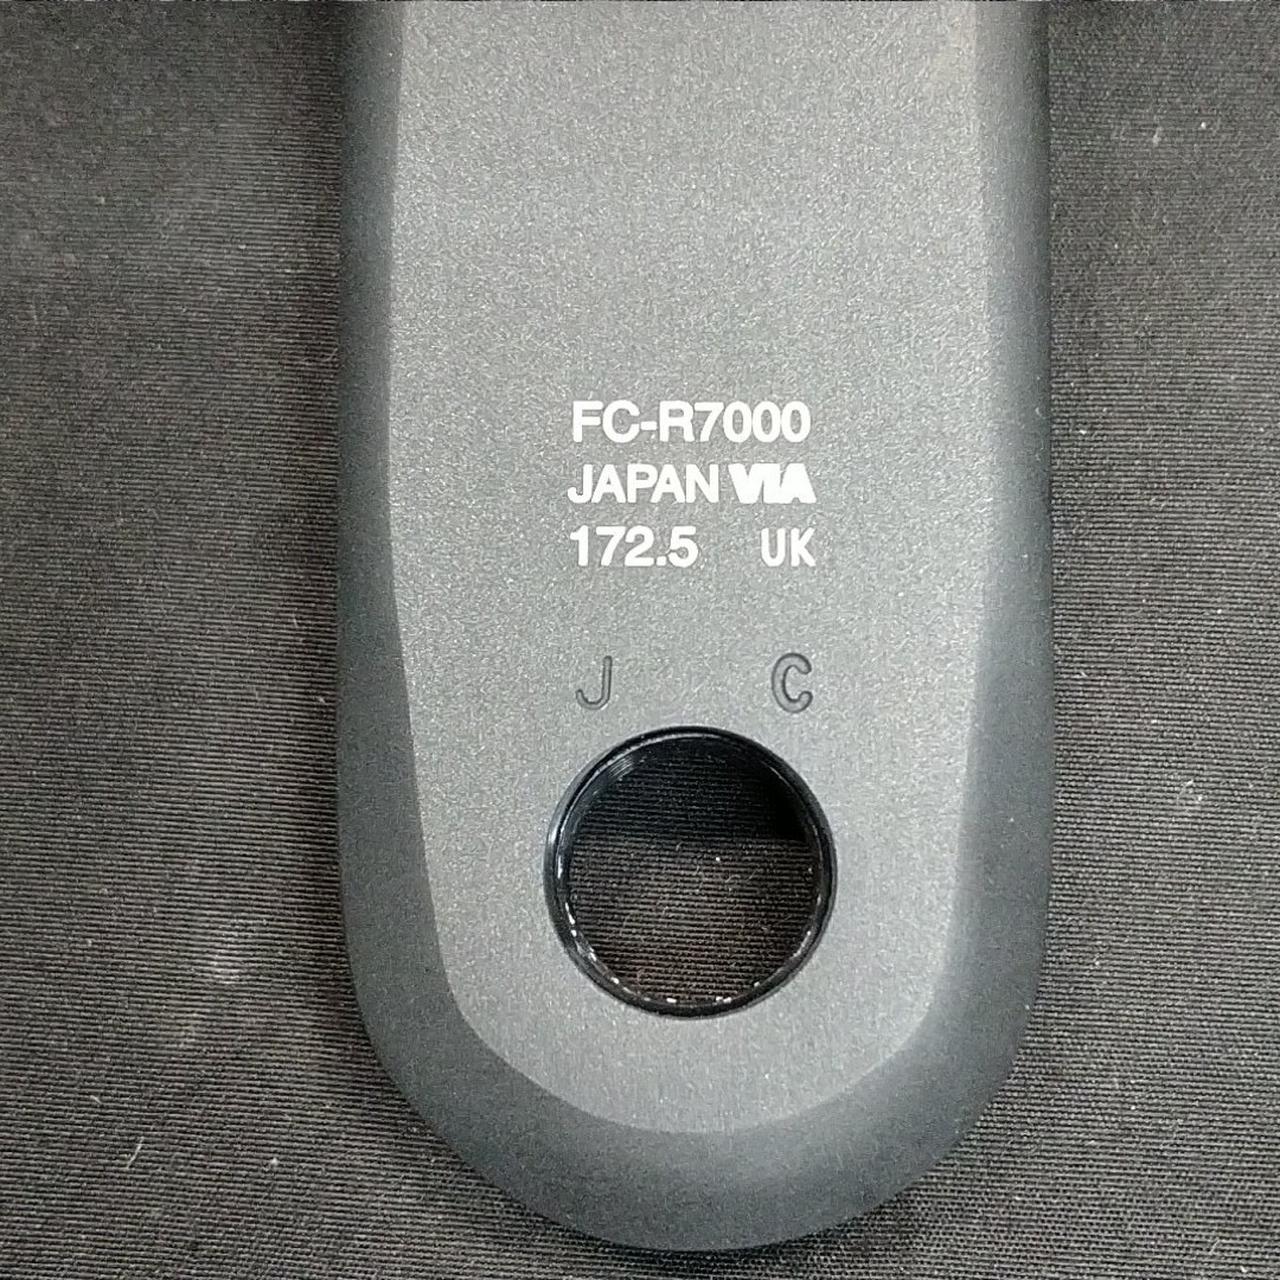 FC-R7000
JAPAN VIA
172.5 UK
J C